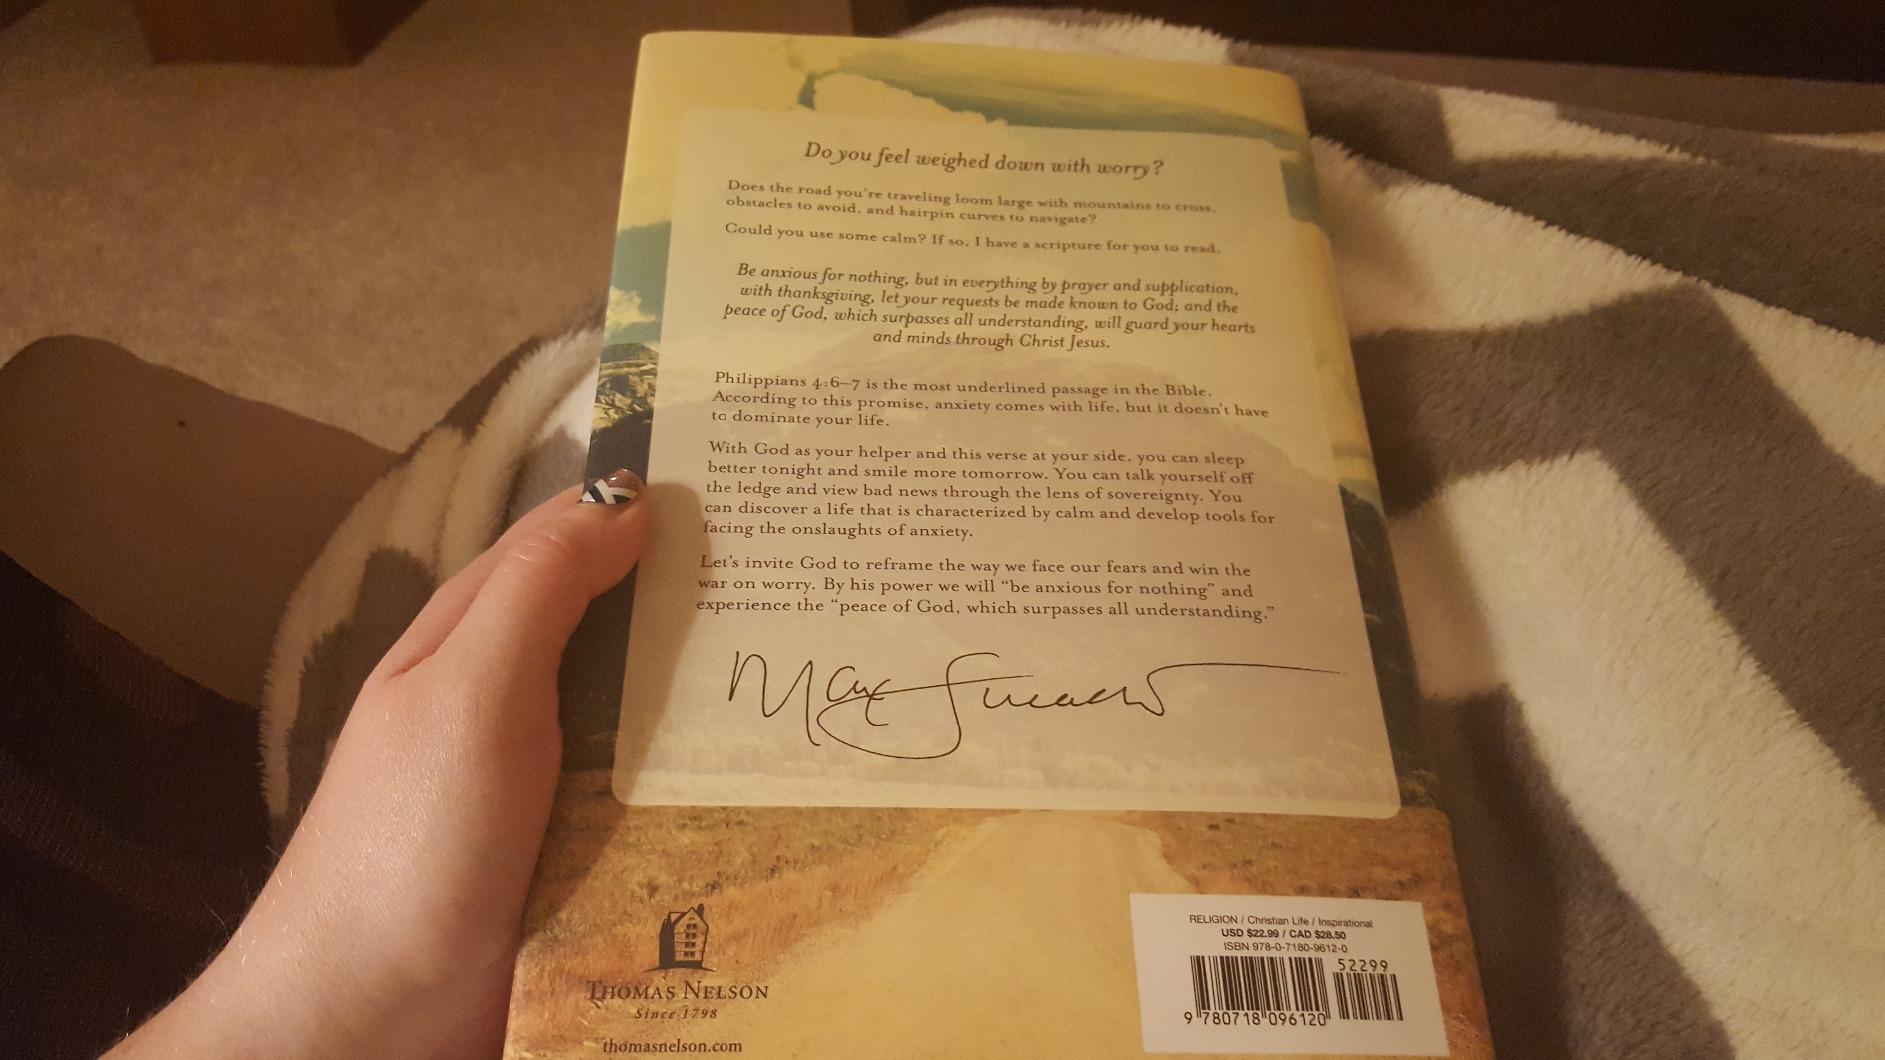 Do you feel weighed down with worry?
Does the road you're traveling loom large with mountains to cross,
obstacles to avoid, and hairpin curves to navigate?
Could you use some calm? If so, I have a scripture for you to read.
Be anxious for nothing, but in everything by prayer and supplication,
with thanksgiving, let your requests be made known to God; and the
peace of God, which surpasses all understanding, will guard your hearts
and minds through Christ Jesus.
Philippians 4:6–7 is the most underlined passage in the Bible.
According to this promise, anxiety comes with life, but it doesn't have
to dominate your life.
With God as your helper and this verse at your side, you can sleep
better tonight and smile more tomorrow. You can talk yourself off
the ledge and view bad news through the lens of sovereignty. You
can discover a life that is characterized by calm and develop tools for
facing the onslaughts of anxiety.
Let's invite God to reframe the way we face our fears and win the
war on worry. By his power we will “be anxious for nothing” and
experience the “peace of God, which surpasses all understanding.”
Max Lucado
THOMAS NELSON
Since 1798
thomasnelson.com
RELIGION / Christian Life / Inspirational
USD $22.99 / CAD $28.50
ISBN 978-0-7180-9612-0
52299
9 780718 096120